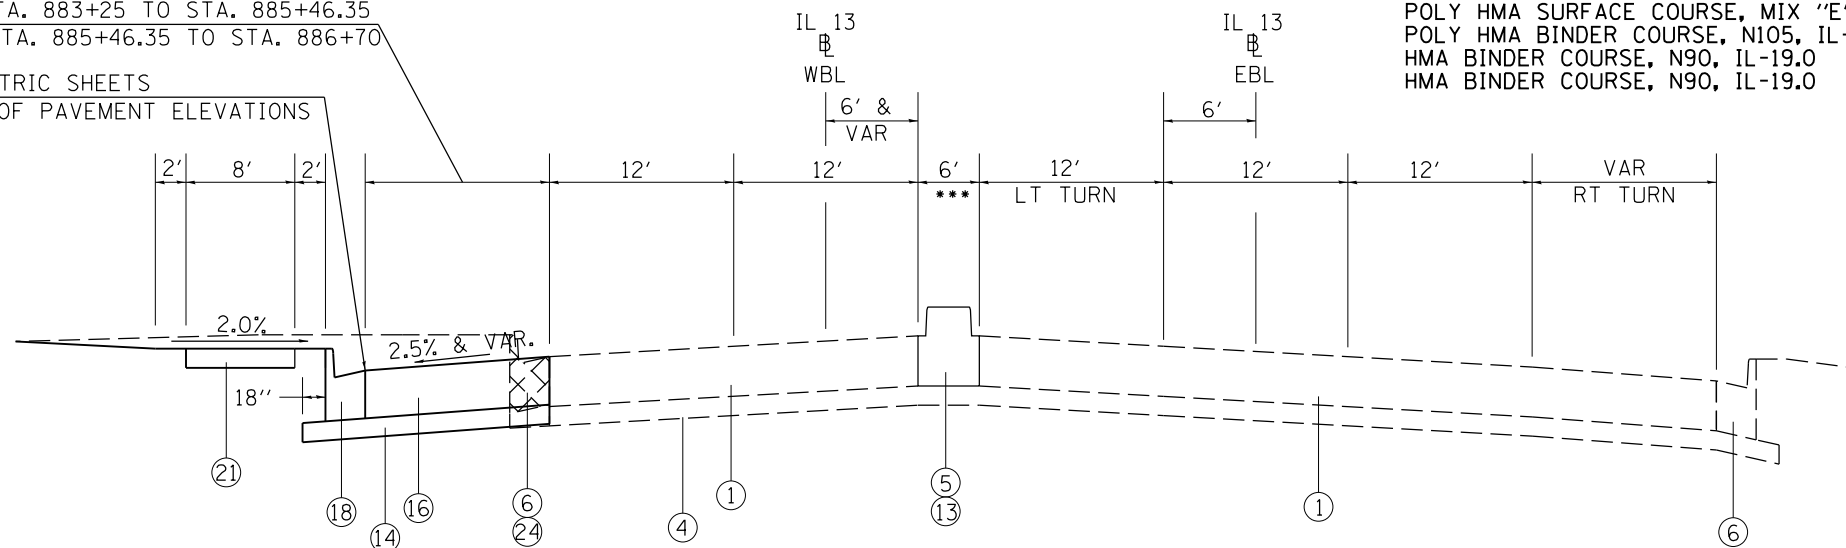 TA. 883+25 TO STA. 885+46.35
TA. 885+46.35 TO STA. 886+70
TRIC SHEETS
OF PAVEMENT ELEVATIONS
IL 13
℄
WBL
6' &
VAR
IL 13
℄
EBL
6'
POLY HMA SURFACE COURSE, MIX "E"
POLY HMA BINDER COURSE, N105, IL-
HMA BINDER COURSE, N90, IL-19.0
HMA BINDER COURSE, N90, IL-19.0
2' 8' 2' 12' 12' 6' 12' 12' 12' VAR
*** LT TURN RT TURN
2.0%
2.5% & VAR.
18"
21
18
14
16
6
24
4
1
5
13
1
6